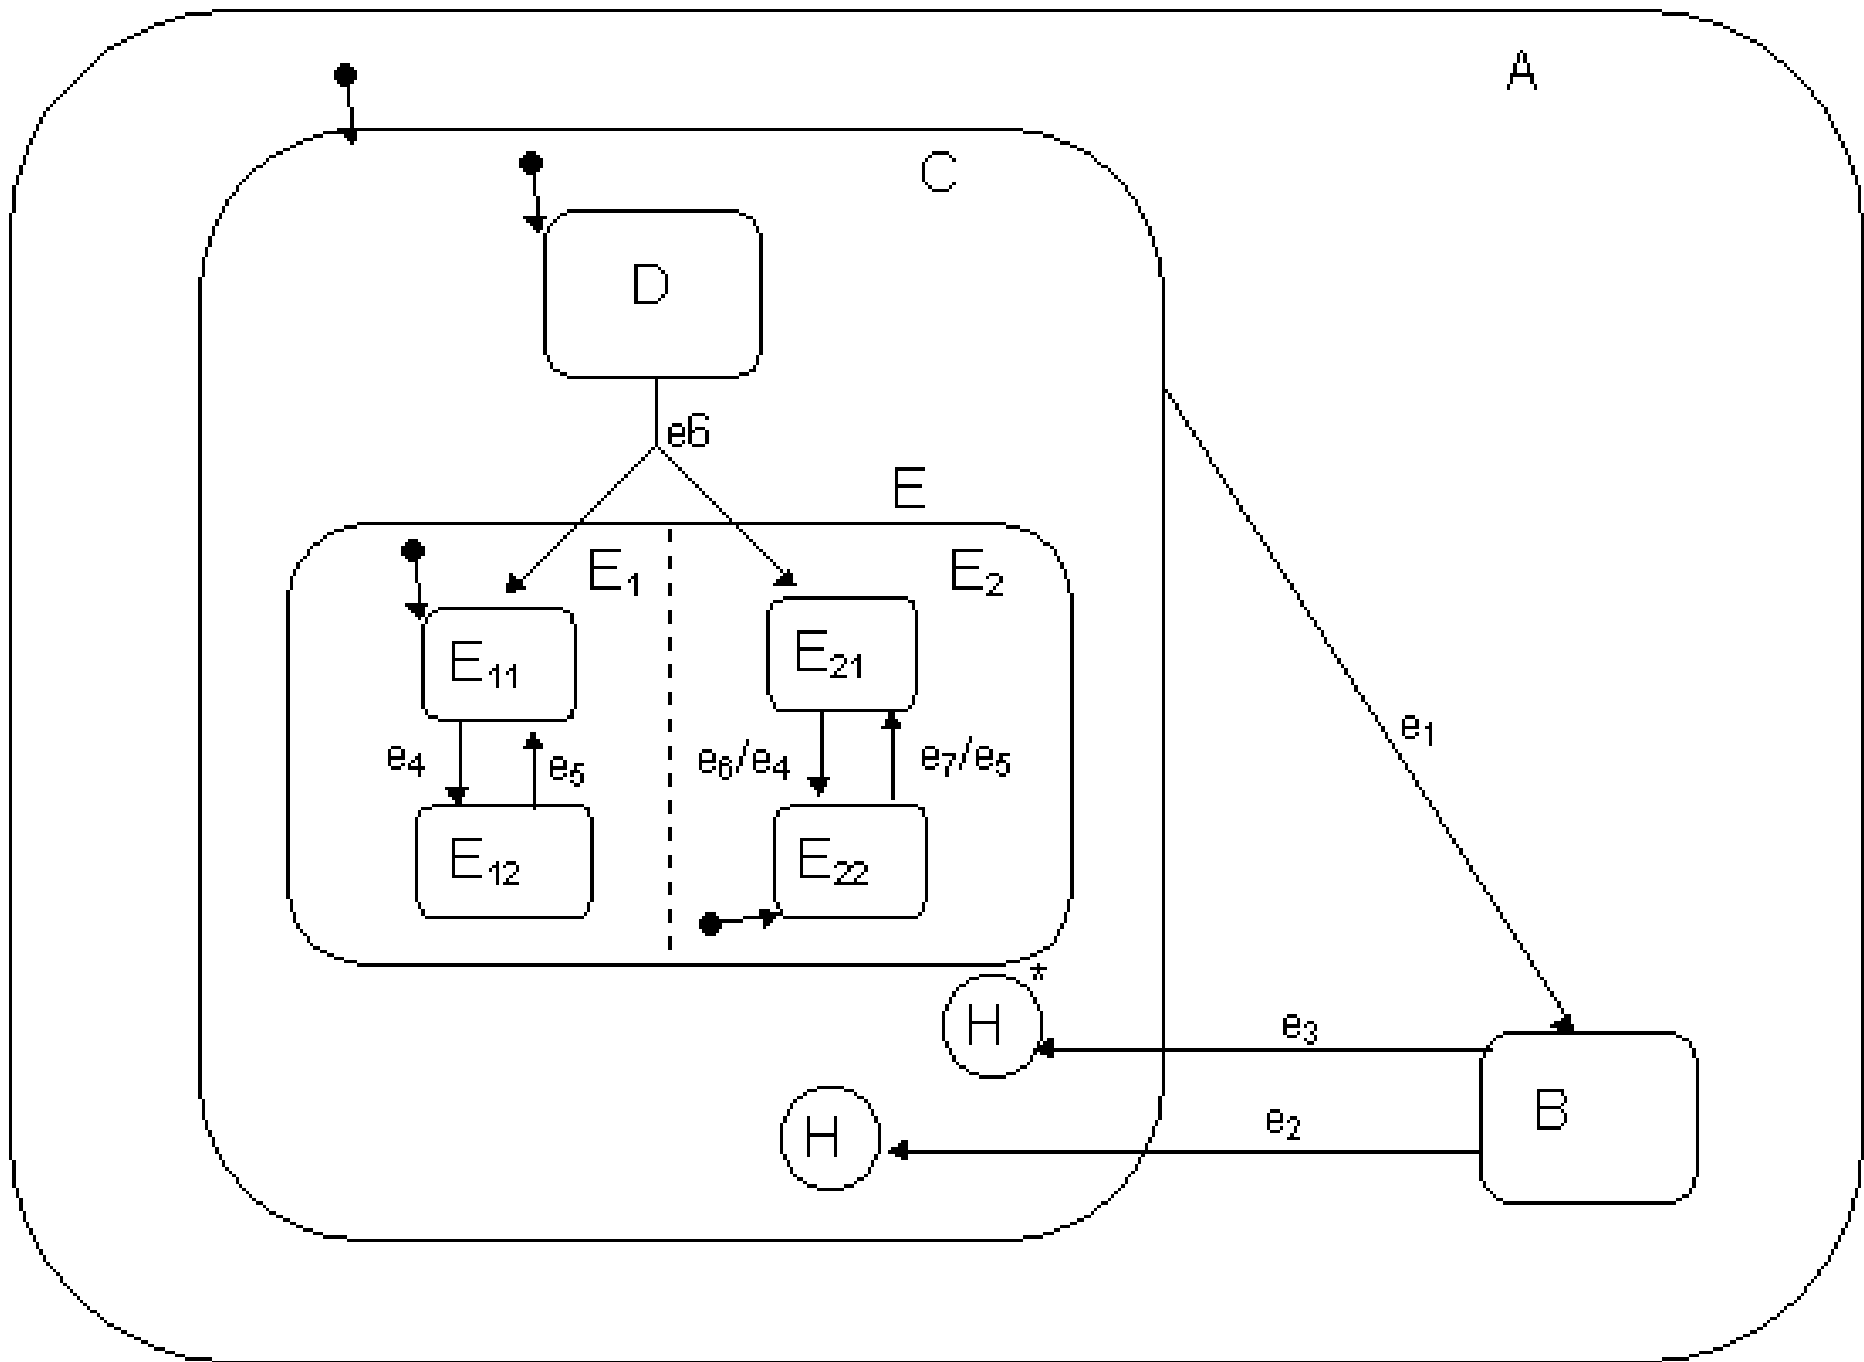 A
C
D
e6
E
E₁
E₂
E₁₁
E₂₁
e₄
e₅
e₆/e₄
e₇/e₅
e₁
E₁₂
E₂₂
H*
e₃
H
e₂
B